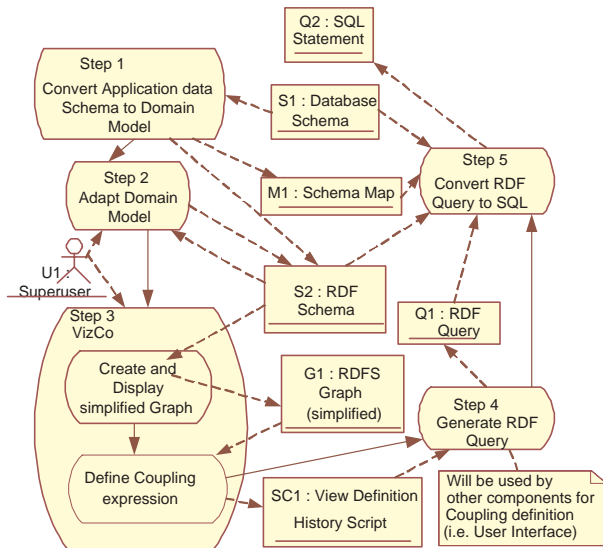 Q2 : SQL
Statement
Step 1
Convert Application data
Schema to Domain
Model
S1 : Database
Schema
Step 5
Convert RDF
Query to SQL
Step 2
Adapt Domain
Model
M1 : Schema Map
U1 :
Superuser
S2 : RDF
Schema
Q1 : RDF
Query
Step 3
VizCo
Create and
Display
simplified Graph
G1 : RDFS
Graph
(simplified)
Step 4
Generate RDF
Query
Define Coupling
expression
SC1 : View Definition
History Script
Will be used by
other components for
Coupling definition
(i.e. User Interface)